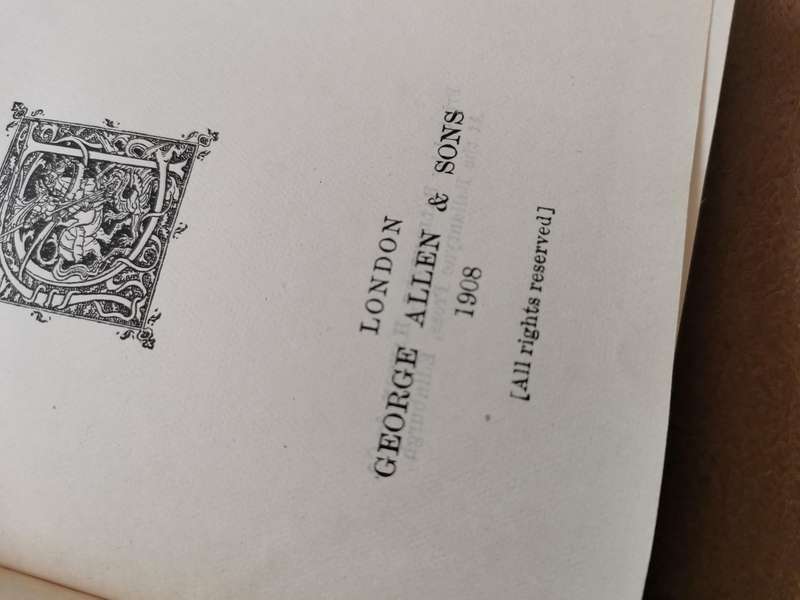 LONDON
GEORGE ALLEN & SONS
1908
[All rights reserved]